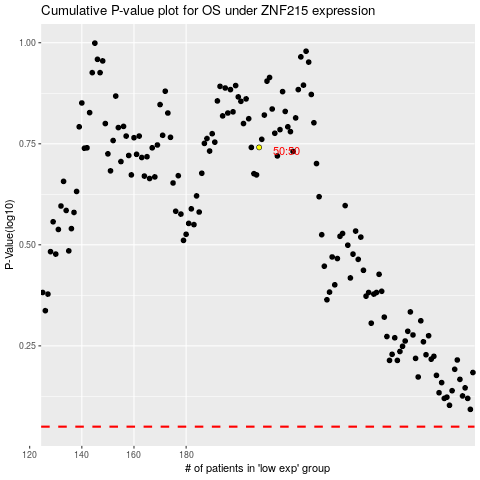 Cumulative P-value plot for OS under ZNF215 expression
P-Value(log10)
1.00
0.75
0.50
0.25
50:50
120 140 160 180
# of patients in 'low exp' group